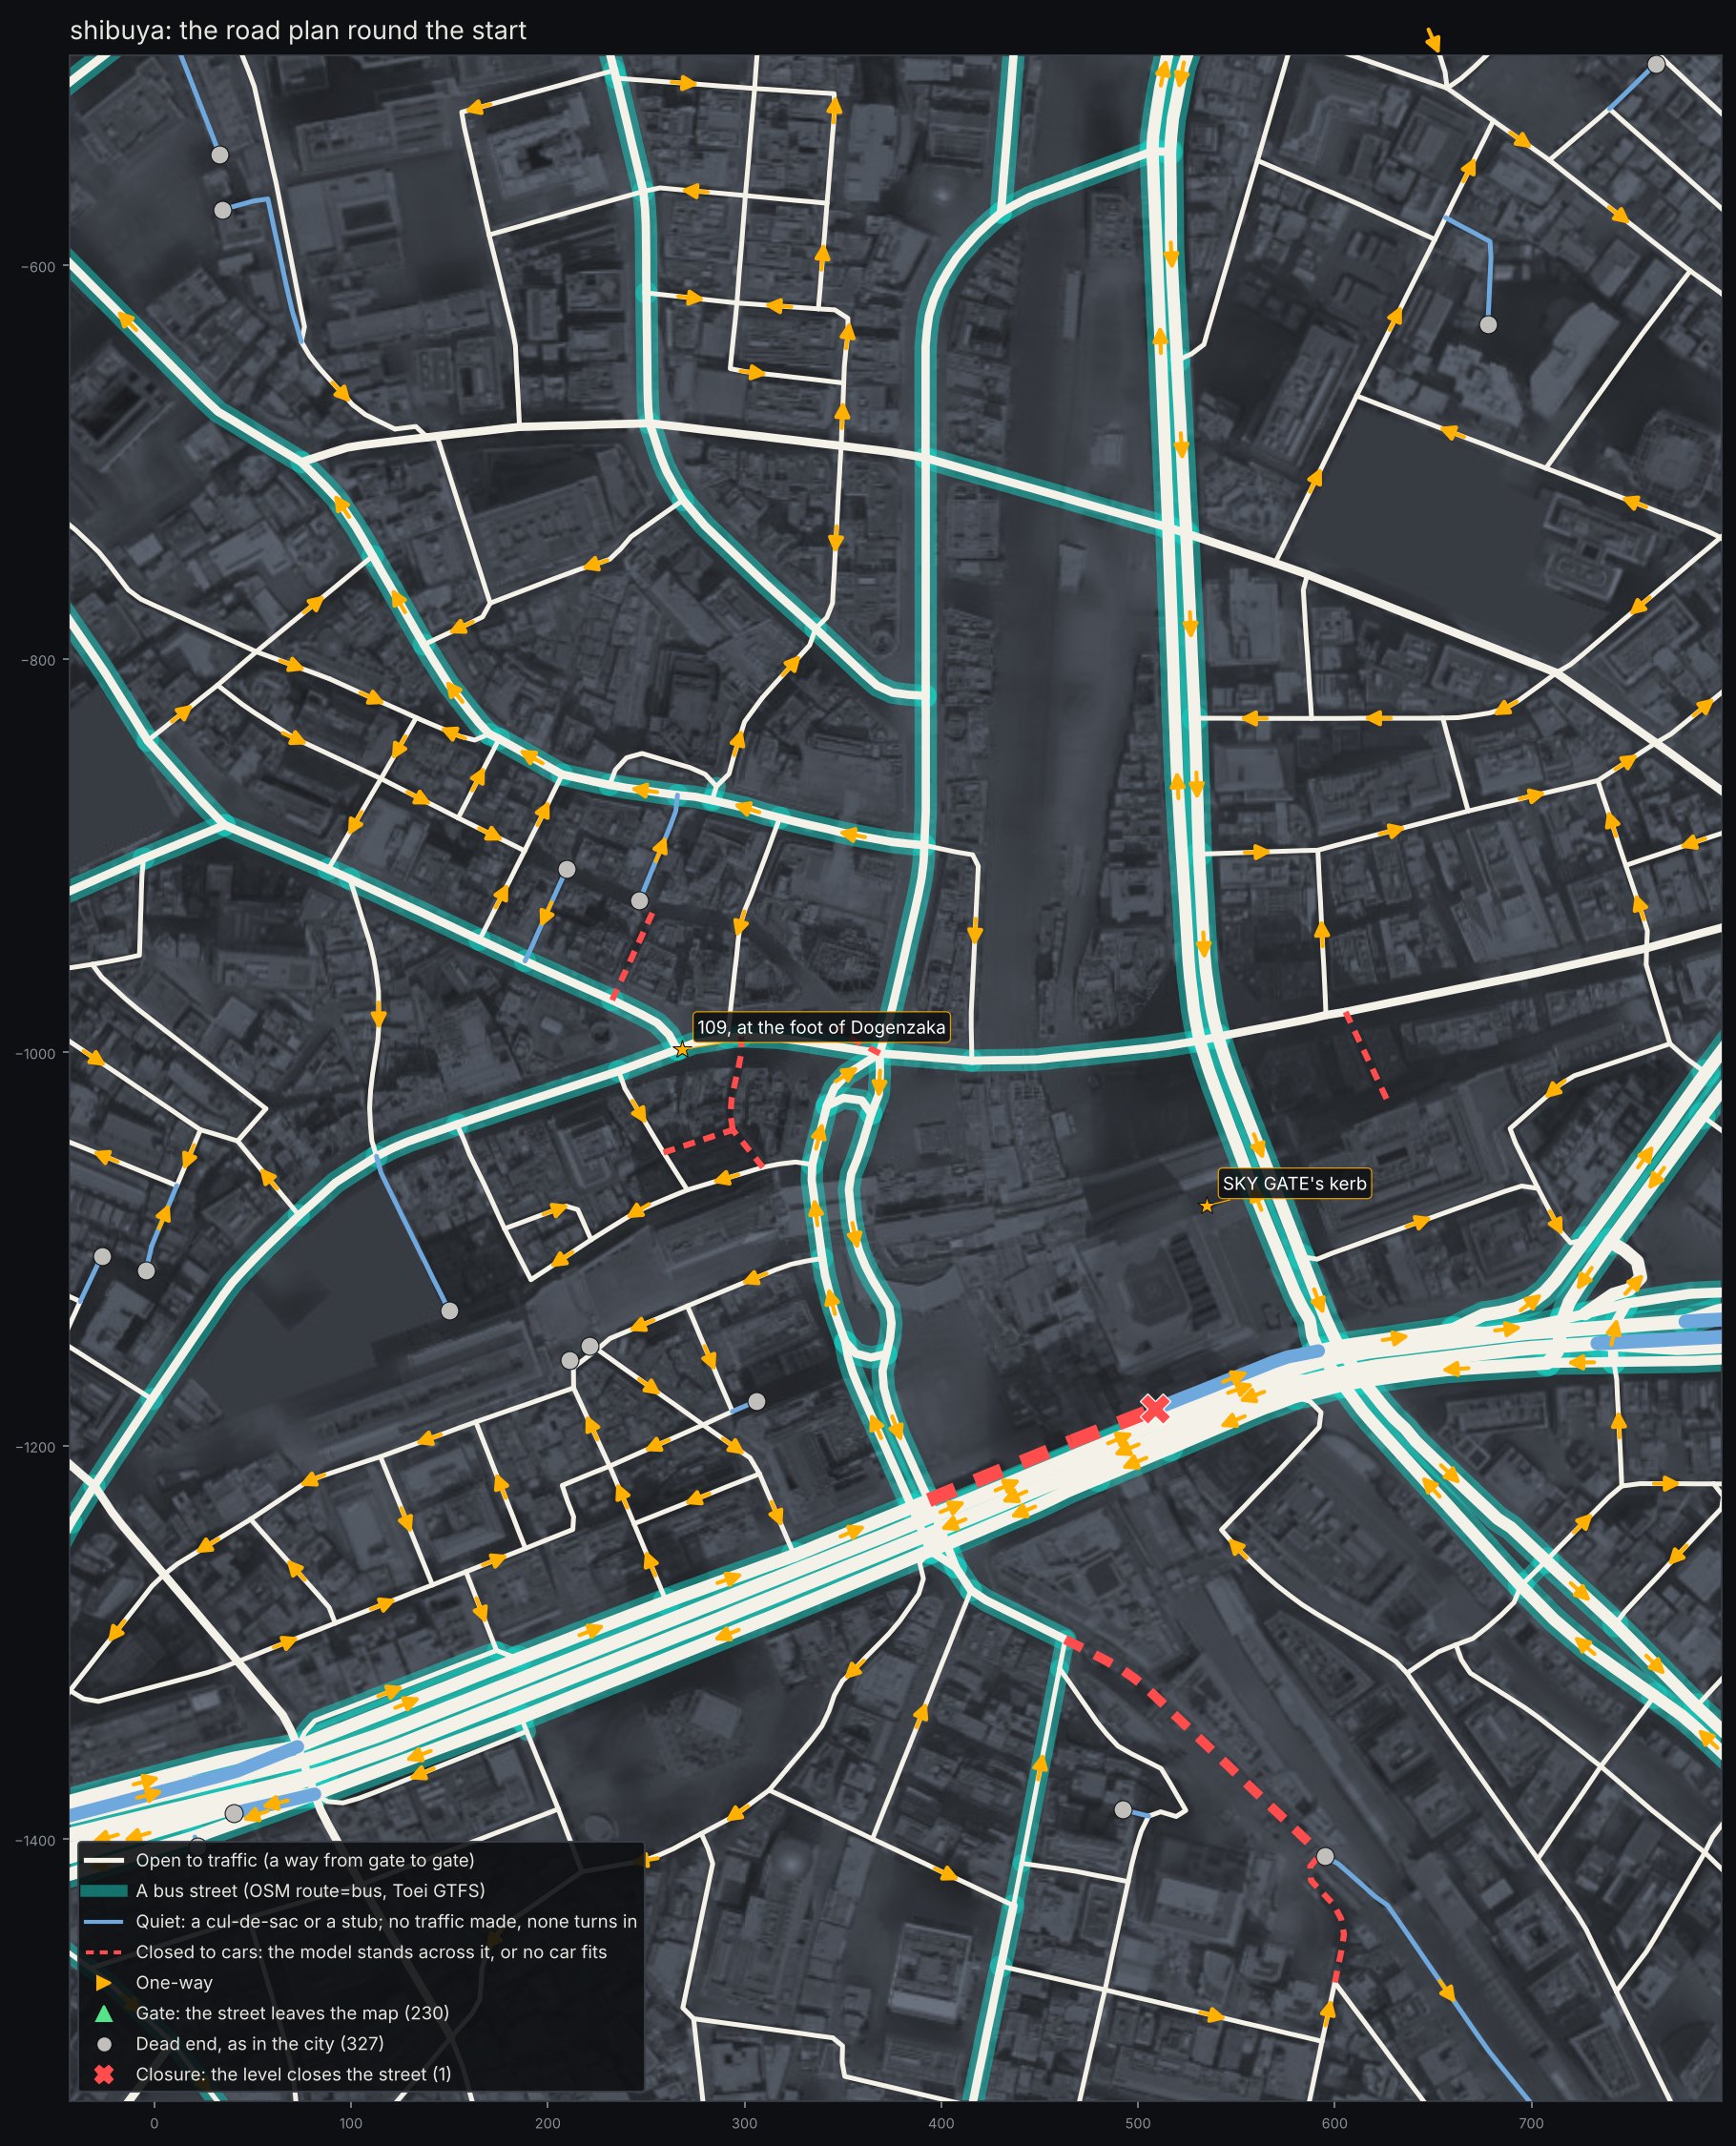 shibuya: the road plan round the start
−600
−800
109, at the foot of Dogenzaka
−1000
SKY GATE's kerb
−1200
−1400
Open to traffic (a way from gate to gate)
A bus street (OSM route=bus, Toei GTFS)
Quiet: a cul-de-sac or a stub; no traffic made, none turns in
Closed to cars: the model stands across it, or no car fits
One-way
Gate: the street leaves the map (230)
Dead end, as in the city (327)
Closure: the level closes the street (1)
0 100 200 300 400 500 600 700